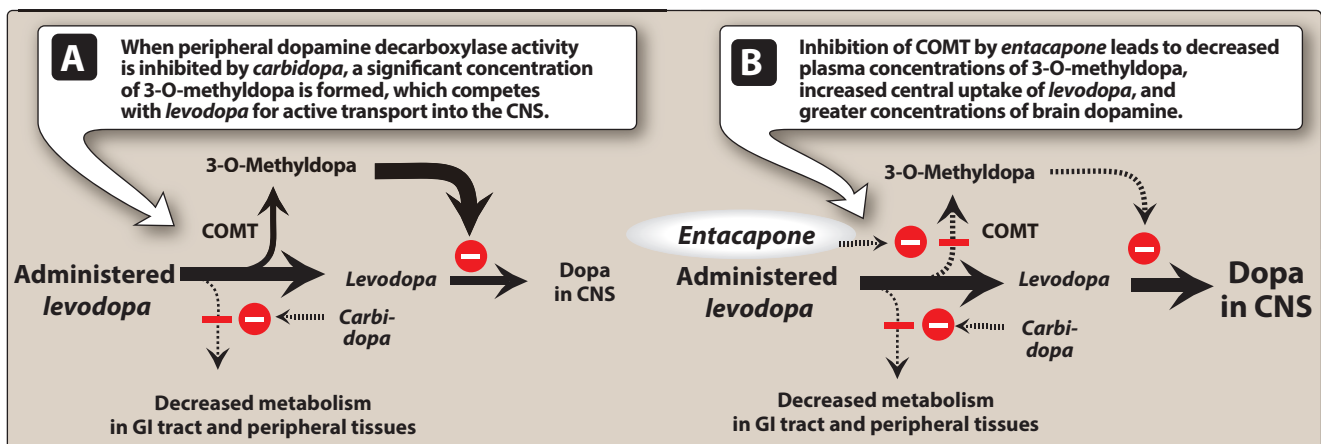 A
When peripheral dopamine decarboxylase activity
is inhibited by carbidopa, a significant concentration
of 3-O-methyldopa is formed, which competes
with levodopa for active transport into the CNS.
3-O-Methyldopa
COMT
Administered
levodopa
Levodopa
Dopa
in CNS
Carbi-
dopa
Decreased metabolism
in GI tract and peripheral tissues
B
Inhibition of COMT by entacapone leads to decreased
plasma concentrations of 3-O-methyldopa,
increased central uptake of levodopa, and
greater concentrations of brain dopamine.
3-O-Methyldopa
Entacapone
COMT
Administered
levodopa
Levodopa
Dopa
in CNS
Carbi-
dopa
Decreased metabolism
in GI tract and peripheral tissues